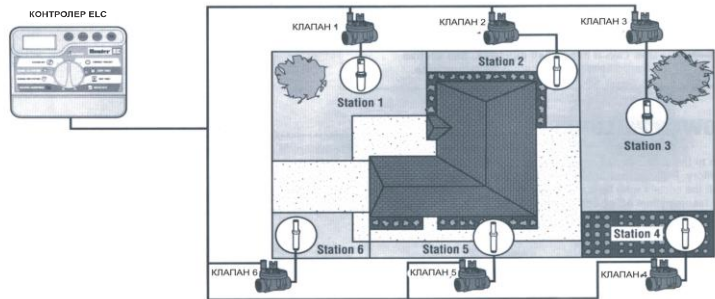 КОНТРОЛЕР ELC
КЛАПАН 1
КЛАПАН 2
КЛАПАН 3
Hunter
Station 1
Station 2
Station 3
Station 4
Station 5
Station 6
КЛАПАН 6
КЛАПАН 5
КЛАПАН 4